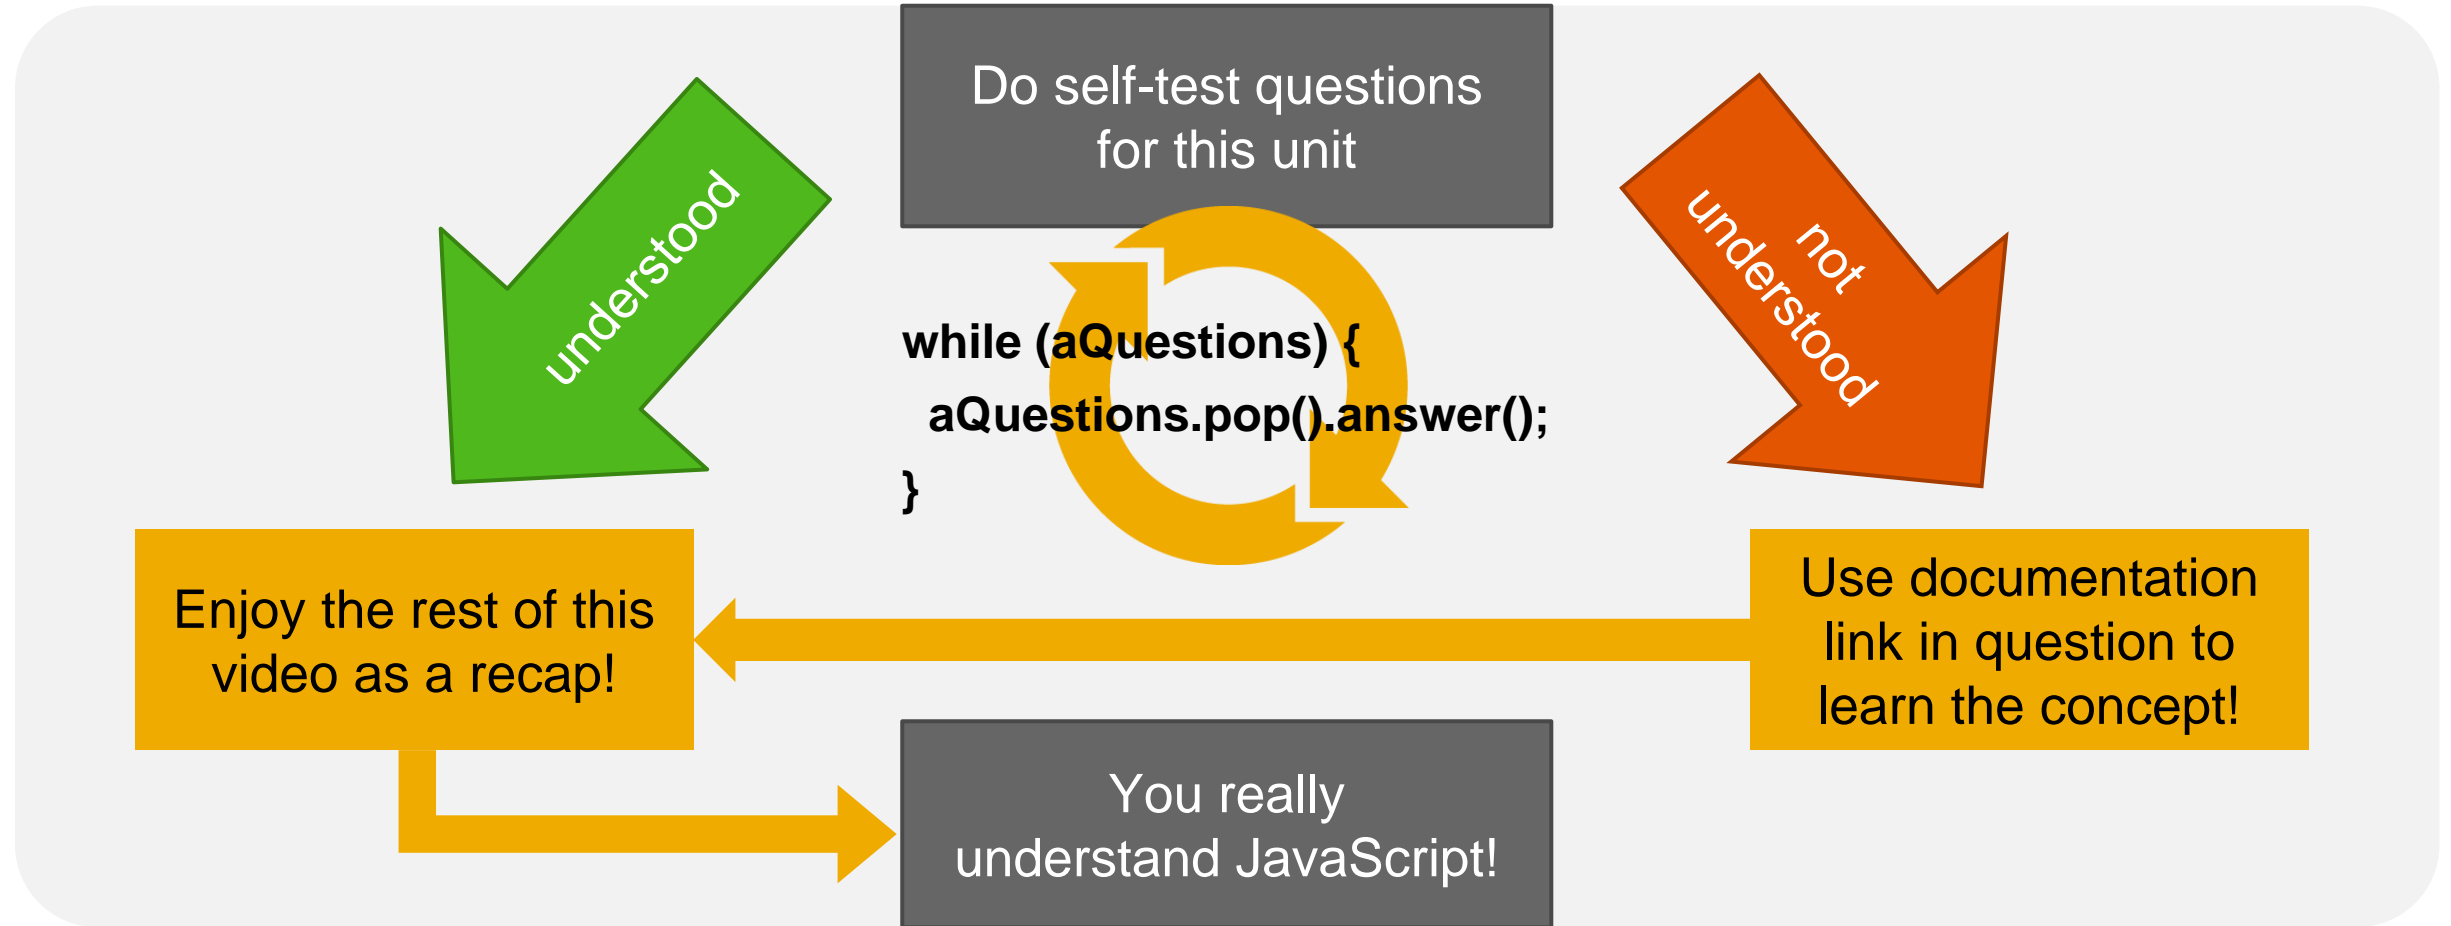 Do self-test questions
for this unit
understood
not
understood
while (aQuestions) {
aQuestions.pop().answer();
}
Enjoy the rest of this
video as a recap!
Use documentation
link in question to
learn the concept!
You really
understand JavaScript!